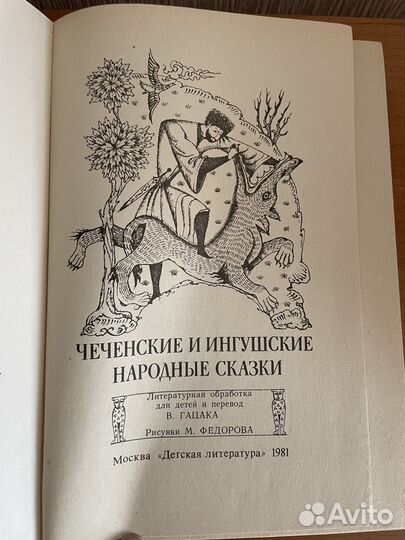 ЧЕЧЕНСКИЕ И ИНГУШСКИЕ
НАРОДНЫЕ СКАЗКИ
Литературная обработка
для детей и перевод
В. ГАЦАКА
Рисунки М. ФЕДОРОВА
Москва «Детская литература» 1981
Avito